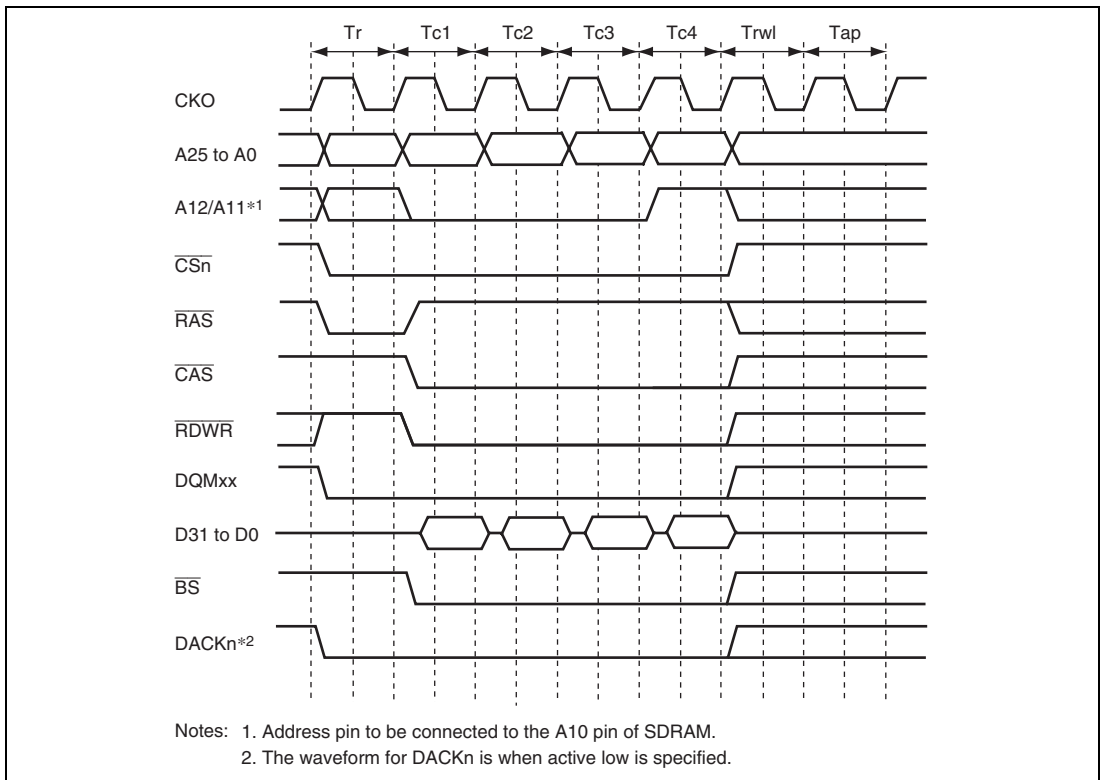 Tr Tc1 Tc2 Tc3 Tc4 Trwl Tap
CKO
A25 to A0
A12/A11*1
CSn
RAS
CAS
RDWR
DQMxx
D31 to D0
BS
DACKn*2
Notes: 1. Address pin to be connected to the A10 pin of SDRAM.
2. The waveform for DACKn is when active low is specified.